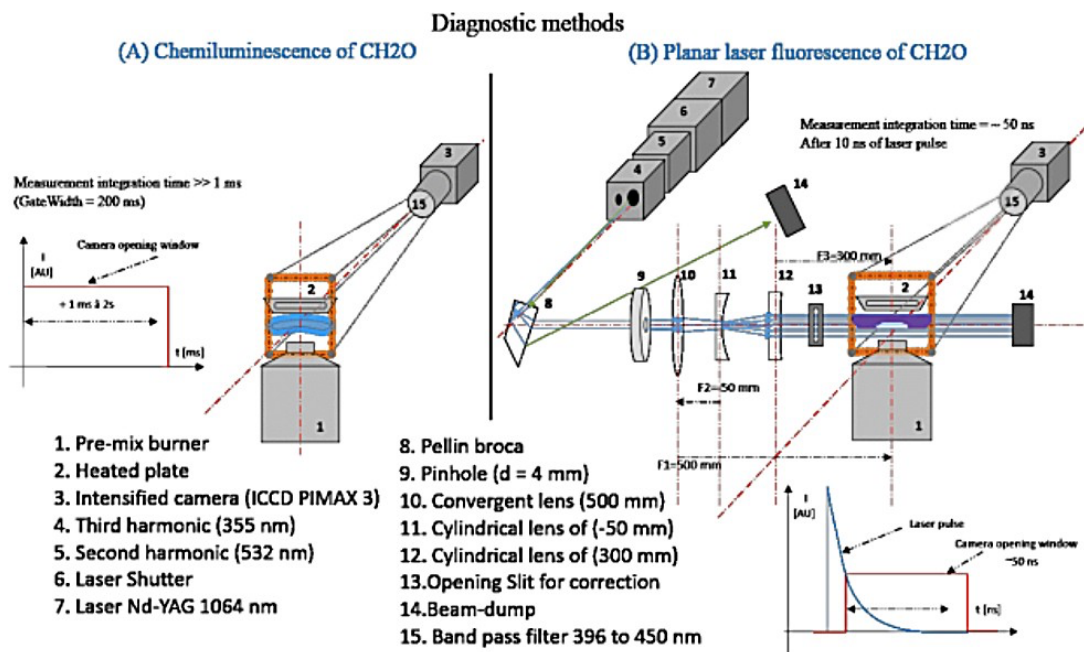 Diagnostic methods
(A) Chemiluminescence of CH2O
(B) Planar laser fluorescence of CH2O
Measurement integration time >> 1 ms
(GateWidth = 200 ms)
I
[AU]
Camera opening window
+ 1 ms à 2s
t [ms]
3
15
2
1
7
6
5
4
Measurement integration time = ~ 50 ns
After 10 ns of laser pulse
3
14
15
F3=300 mm
8
9
10
11
12
13
2
14
F2=-50 mm
1
F1=500 mm
1. Pre-mix burner
2. Heated plate
3. Intensified camera (ICCD PIMAX 3)
4. Third harmonic (355 nm)
5. Second harmonic (532 nm)
6. Laser Shutter
7. Laser Nd-YAG 1064 nm
8. Pellin broca
9. Pinhole (d = 4 mm)
10. Convergent lens (500 mm)
11. Cylindrical lens of (-50 mm)
12. Cylindrical lens of (300 mm)
13.Opening Slit for correction
14.Beam-dump
15. Band pass filter 396 to 450 nm
I
[AU]
Laser pulse
Camera opening window
~50 ns
t [ns]